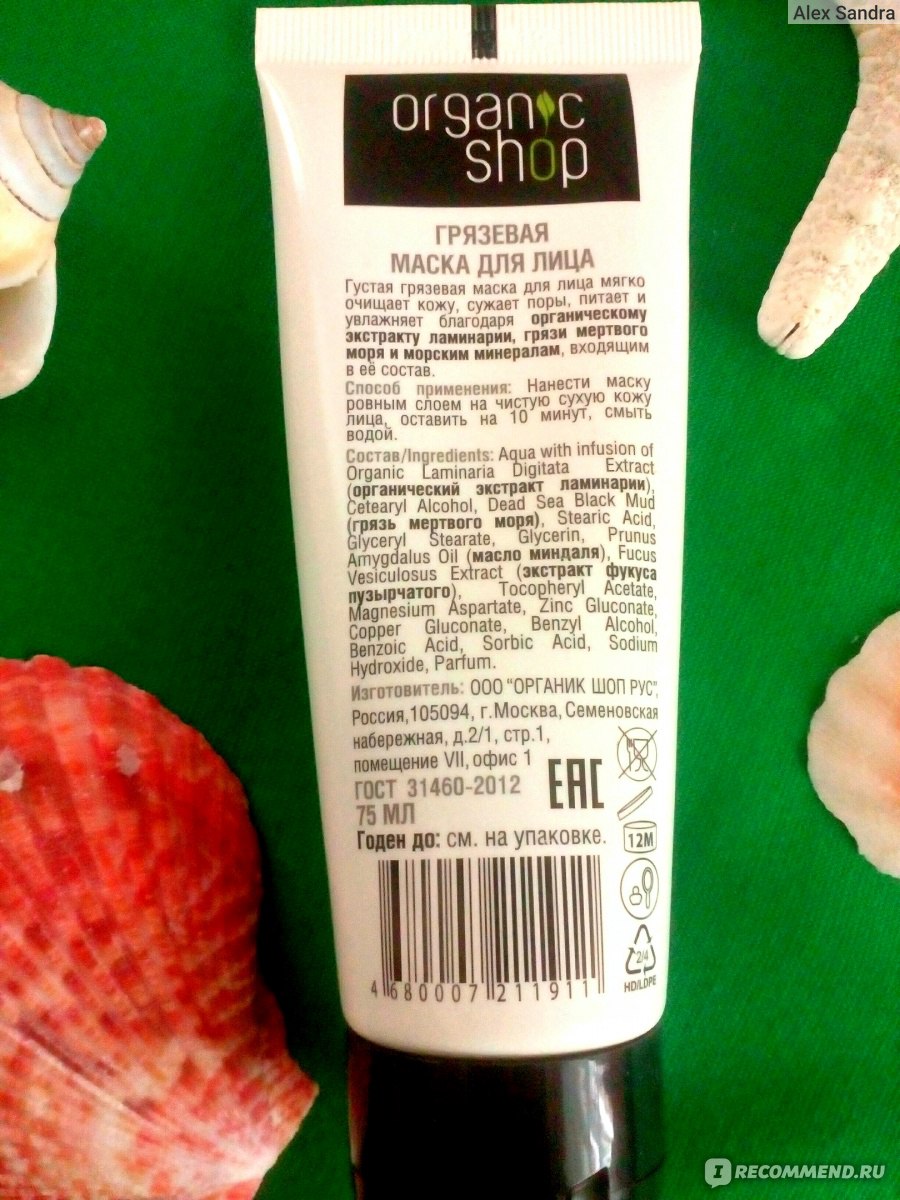 Alex Sandra
organic
shop
ГРЯЗЕВАЯ
МАСКА ДЛЯ ЛИЦА
Густая грязевая маска для лица мягко
очищает кожу, сужает поры, питает и
увлажняет благодаря органическому
экстракту ламинарии, грязи мертвого
моря и морским минералам, входящим
в её состав.
Способ применения: Нанести маску
ровным слоем на чистую сухую кожу
лица, оставить на 10 минут, смыть
водой.
Состав/Ingredients: Aqua with infusion of
Organic Laminaria Digitata Extract
(органический экстракт ламинарии),
Cetearyl Alcohol, Dead Sea Black Mud
(грязь мертвого моря), Stearic Acid,
Glyceryl Stearate, Glycerin, Prunus
Amygdalus Oil (масло миндаля), Fucus
Vesiculosus Extract (экстракт фукуса
пузырчатого), Tocopheryl Acetate,
Magnesium Aspartate, Zinc Gluconate,
Copper Gluconate, Benzyl Alcohol,
Benzoic Acid, Sorbic Acid, Sodium
Hydroxide, Parfum.
Изготовитель: ООО "ОРГАНИК ШОП РУС",
Россия,105094, г.Москва, Семеновская
набережная, д.2/1, стр.1,
помещение VII, офис 1
ГОСТ 31460-2012
EAC
75 МЛ
Годен до: см. на упаковке.
12M
2/4
HD/LDPE
4 680007 211911
IRECOMMEND.RU